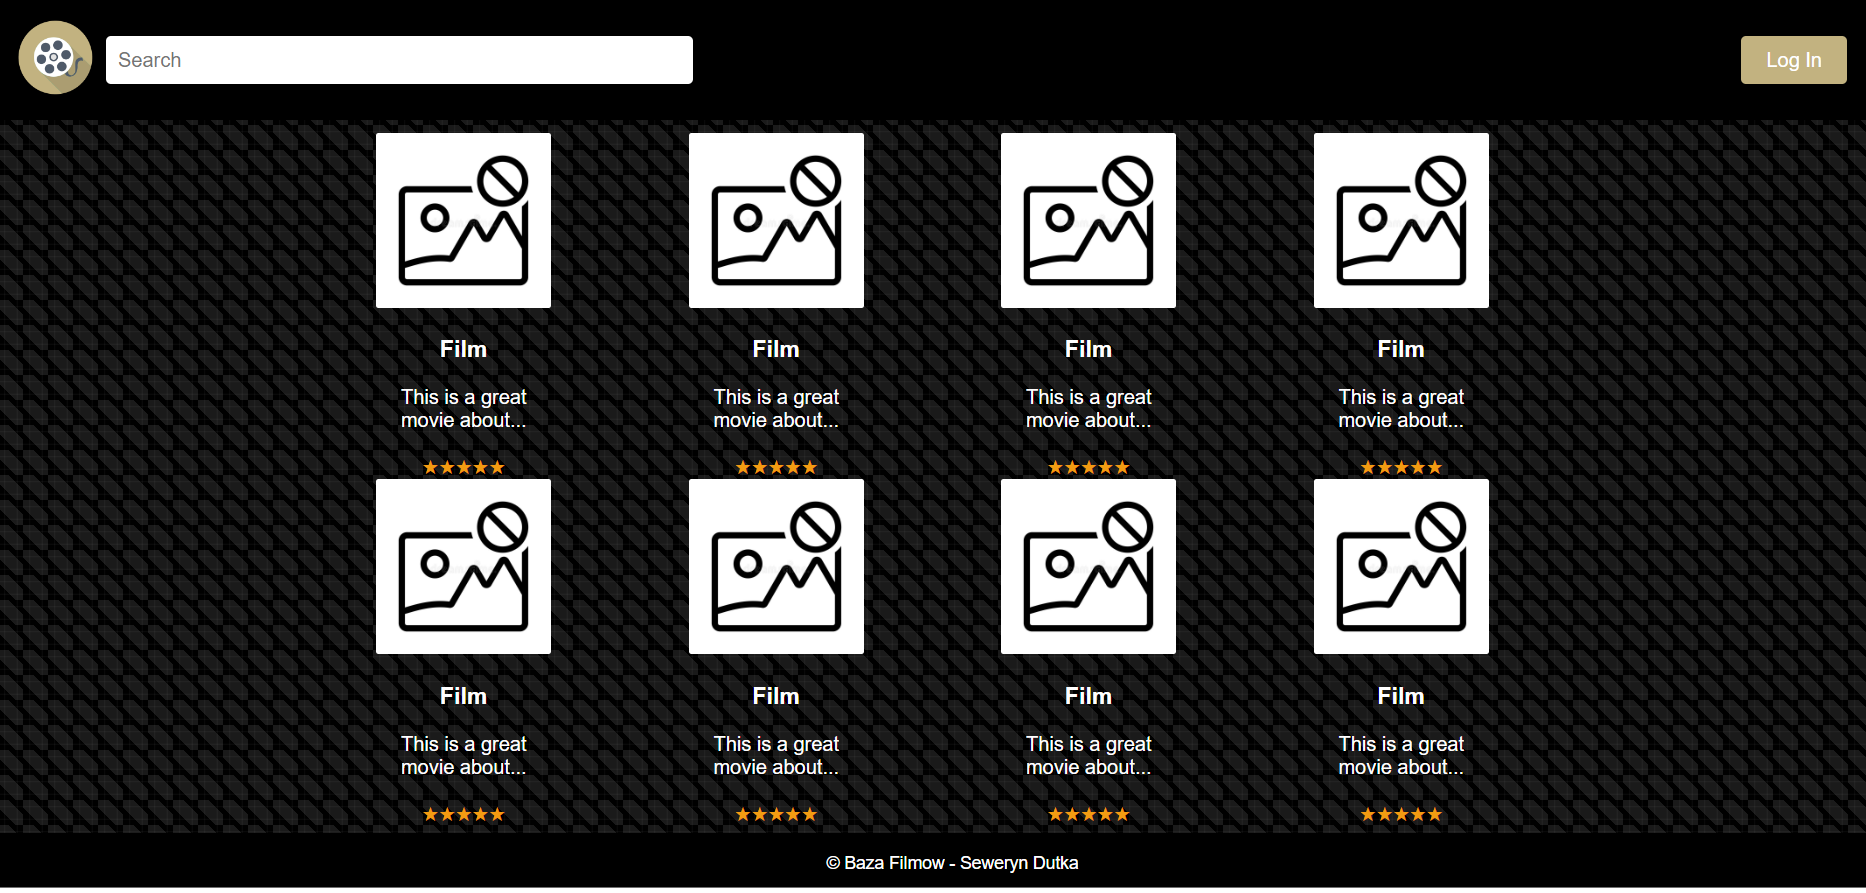 Search
Log In
Film
Film
Film
Film
This is a great
movie about...
This is a great
movie about...
This is a great
movie about...
This is a great
movie about...
★★★★★
★★★★★
★★★★★
★★★★★
Film
Film
Film
Film
This is a great
movie about...
This is a great
movie about...
This is a great
movie about...
This is a great
movie about...
★★★★★
★★★★★
★★★★★
★★★★★
© Baza Filmow - Seweryn Dutka